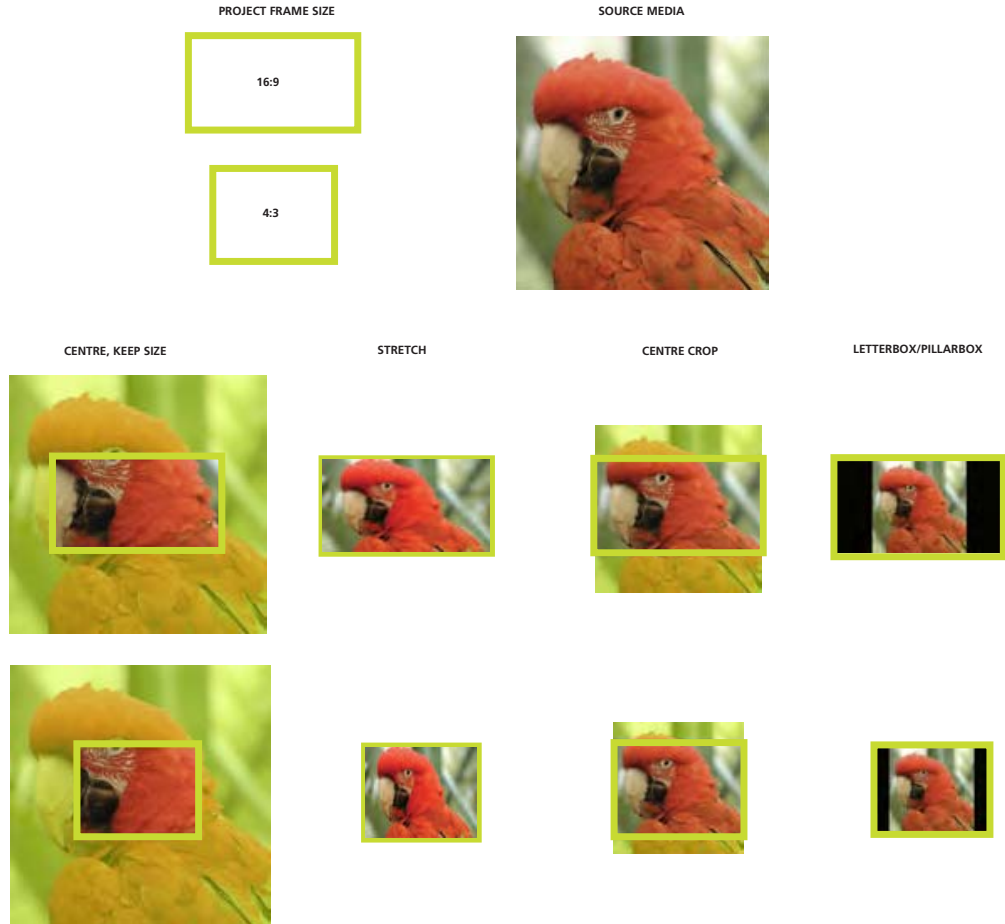 PROJECT FRAME SIZE
SOURCE MEDIA
16:9
4:3
CENTRE, KEEP SIZE
STRETCH
CENTRE CROP
LETTERBOX/PILLARBOX